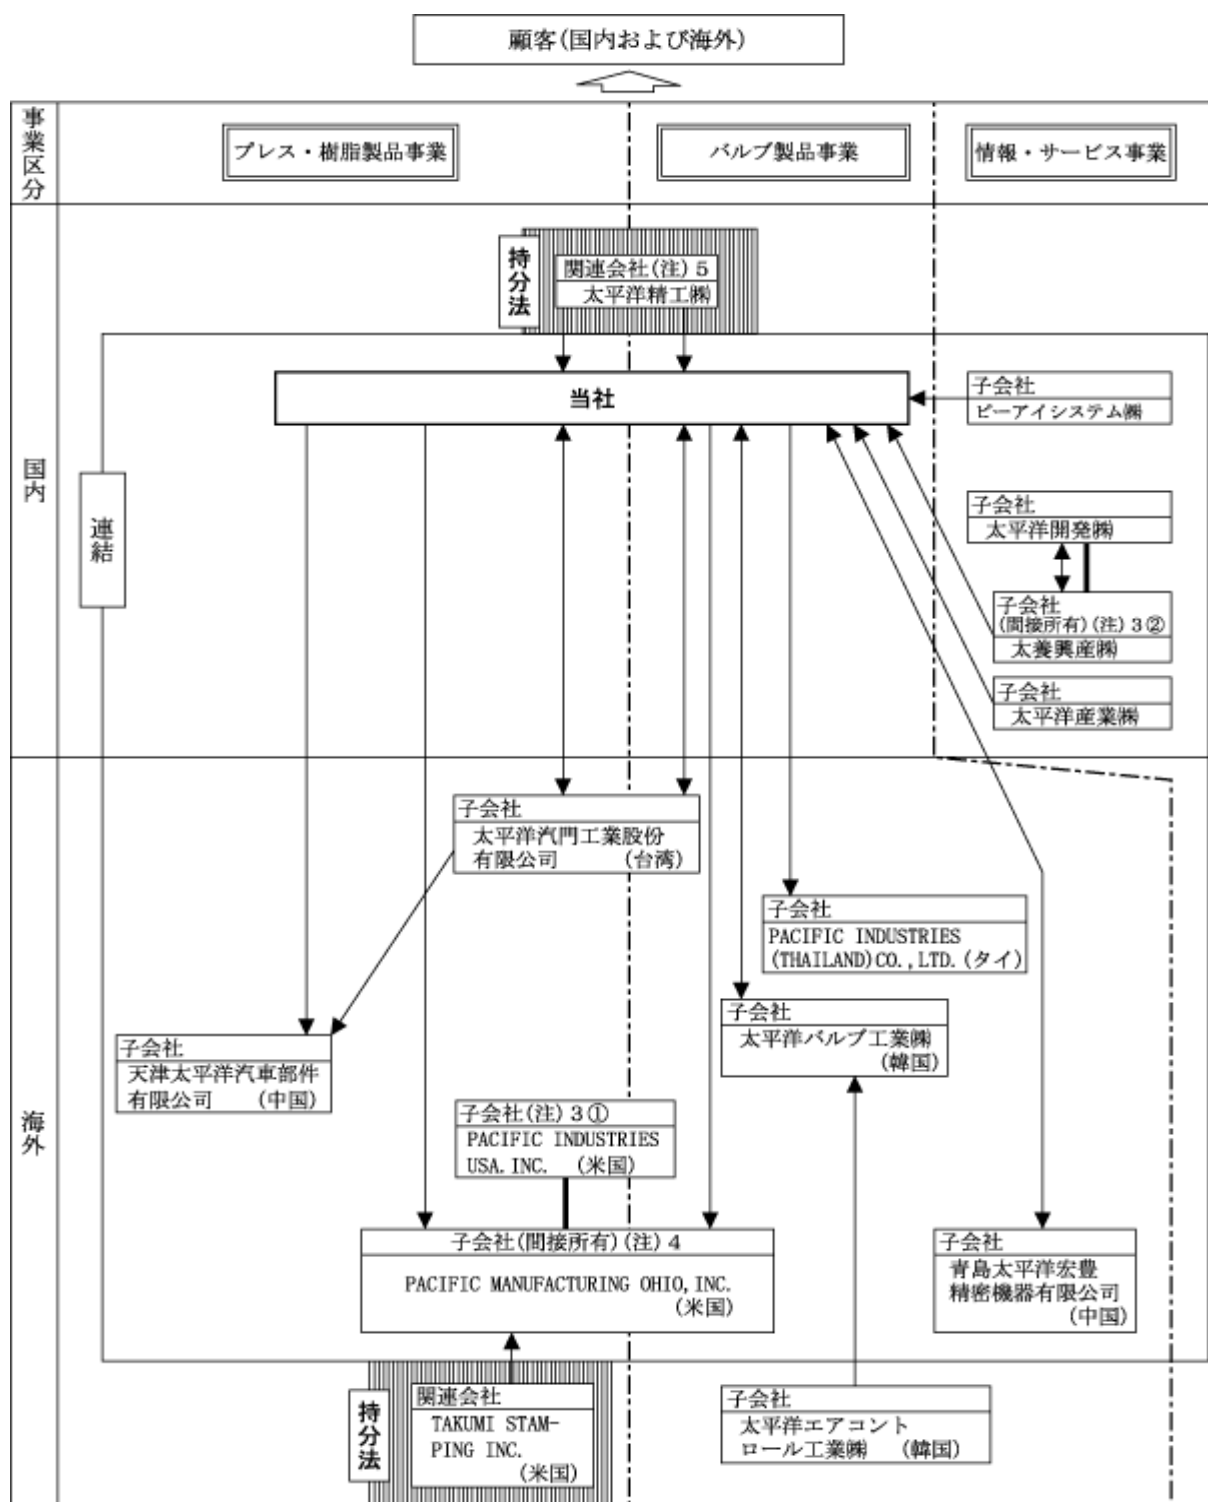 顧客(国内および海外)
事業区分
プレス・樹脂製品事業
バルブ製品事業
情報・サービス事業
持分法
関連会社(注)5
太平洋精工㈱
国内
連結
当社
子会社
ピーアイシステム㈱
子会社
太平洋開発㈱
子会社
(間接所有)(注)3②
太養興産㈱
子会社
太平洋産業㈱
海外
子会社
太平洋汽門工業股份
有限公司 (台湾)
子会社
PACIFIC INDUSTRIES
(THAILAND)CO.,LTD.(タイ)
子会社
太平洋バルブ工業㈱
(韓国)
子会社
天津太平洋汽車部件
有限公司 (中国)
子会社(注)3①
PACIFIC INDUSTRIES
USA.INC. (米国)
子会社(間接所有)(注)4
PACIFIC MANUFACTURING OHIO,INC.
(米国)
子会社
青島太平洋宏豊
精密機器有限公司
(中国)
持分法
関連会社
TAKUMI STAM-
PING INC.
(米国)
子会社
太平洋エアコント
ロール工業㈱ (韓国)